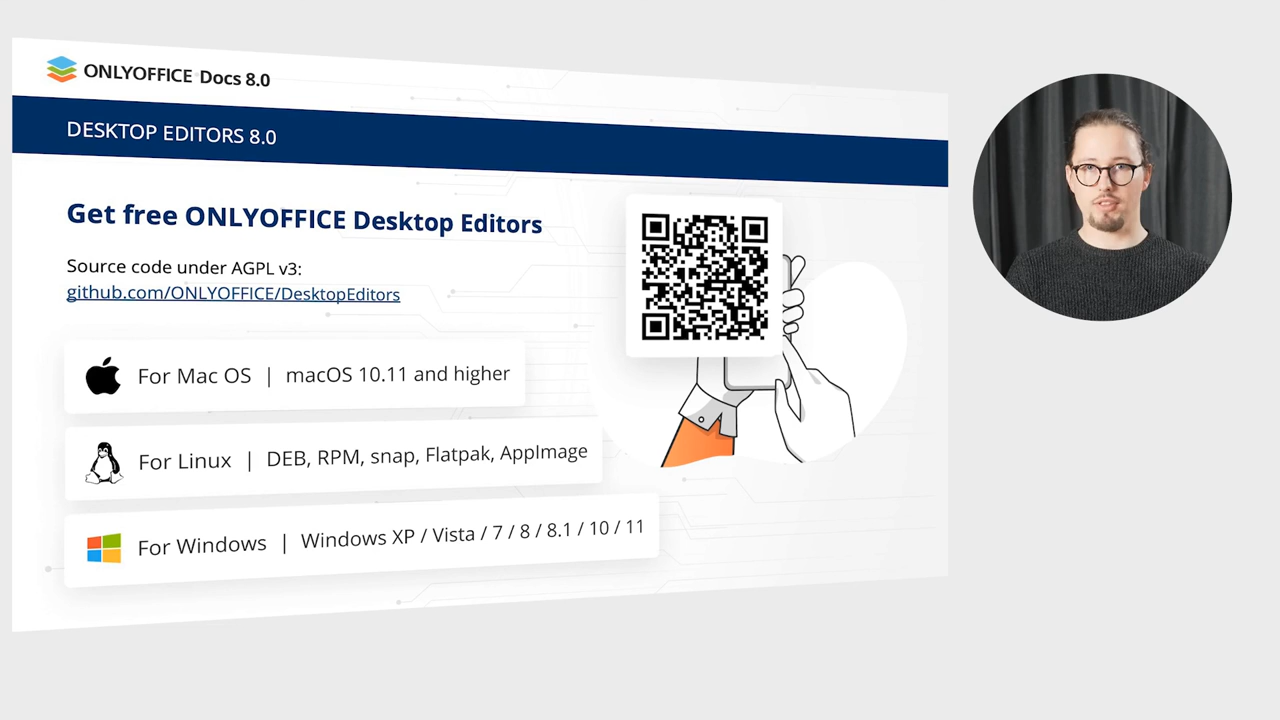 ONLYOFFICE Docs 8.0
DESKTOP EDITORS 8.0
Get free ONLYOFFICE Desktop Editors
Source code under AGPL v3:
github.com/ONLYOFFICE/DesktopEditors
For Mac OS | macOS 10.11 and higher
For Linux | DEB, RPM, snap, Flatpak, AppImage
For Windows | Windows XP / Vista / 7 / 8 / 8.1 / 10 / 11